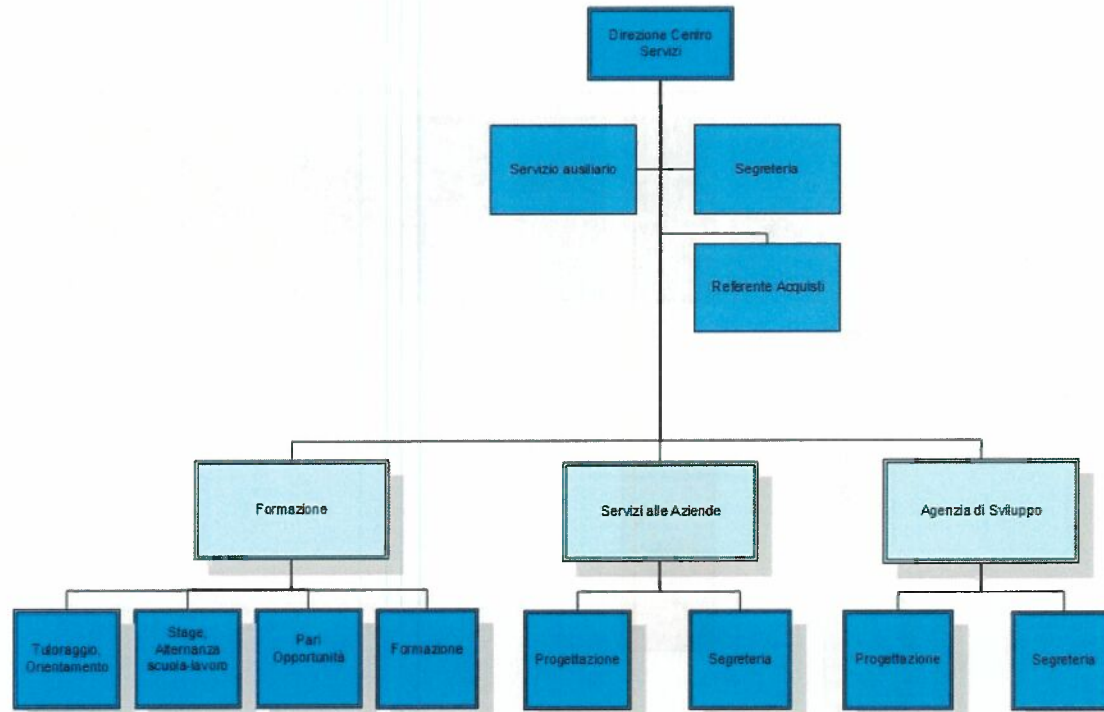 Direzione Centro
Servizi
Servizio ausiliario
Segreteria
Referente Acquisti
Formazione
Servizi alle Aziende
Agenzia di Sviluppo
Tutoraggio,
Orientamento
Stage,
Alternanza
scuola-lavoro
Pari
Opportunità
Formazione
Progettazione
Segreteria
Progettazione
Segreteria